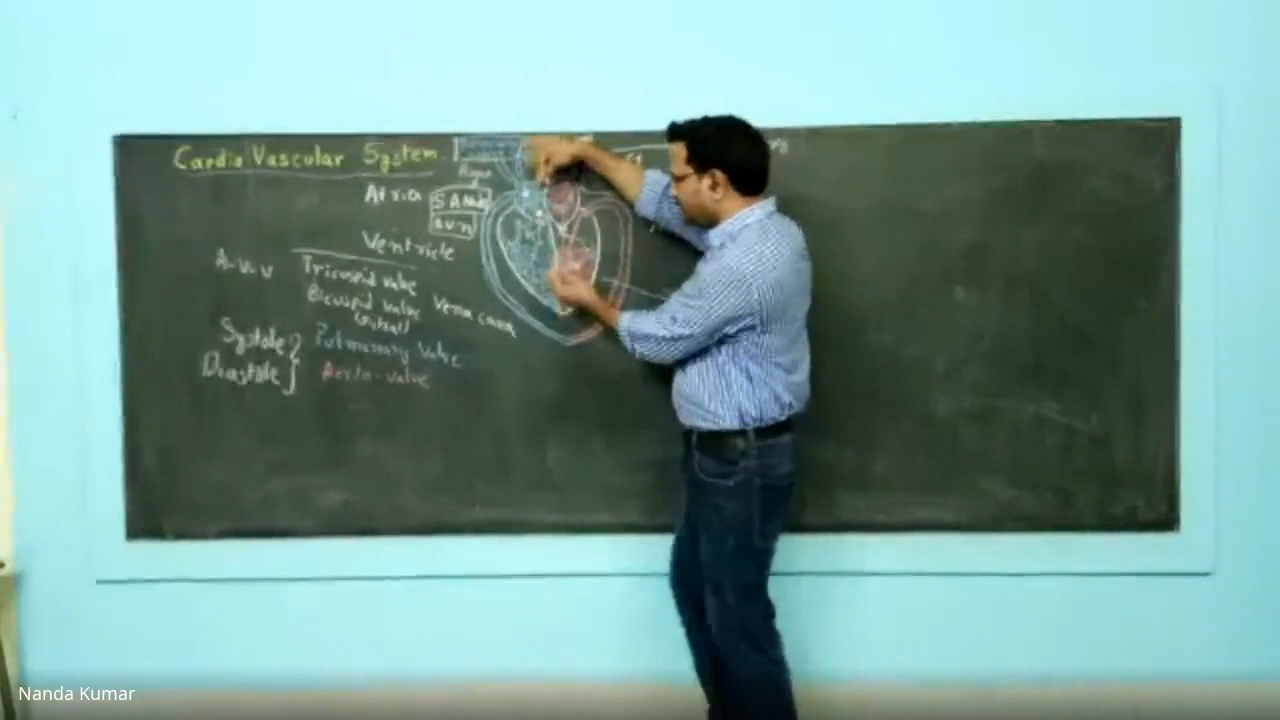 Cardio Vascular System
Atria
S A Node
A V n
Ventricle
A-V-V
Tricuspid valve
Bicuspid valve
(mitral)
Vena cava
Systole
Diastole
Pulmonary Valve
Aorta-valve
Nanda Kumar